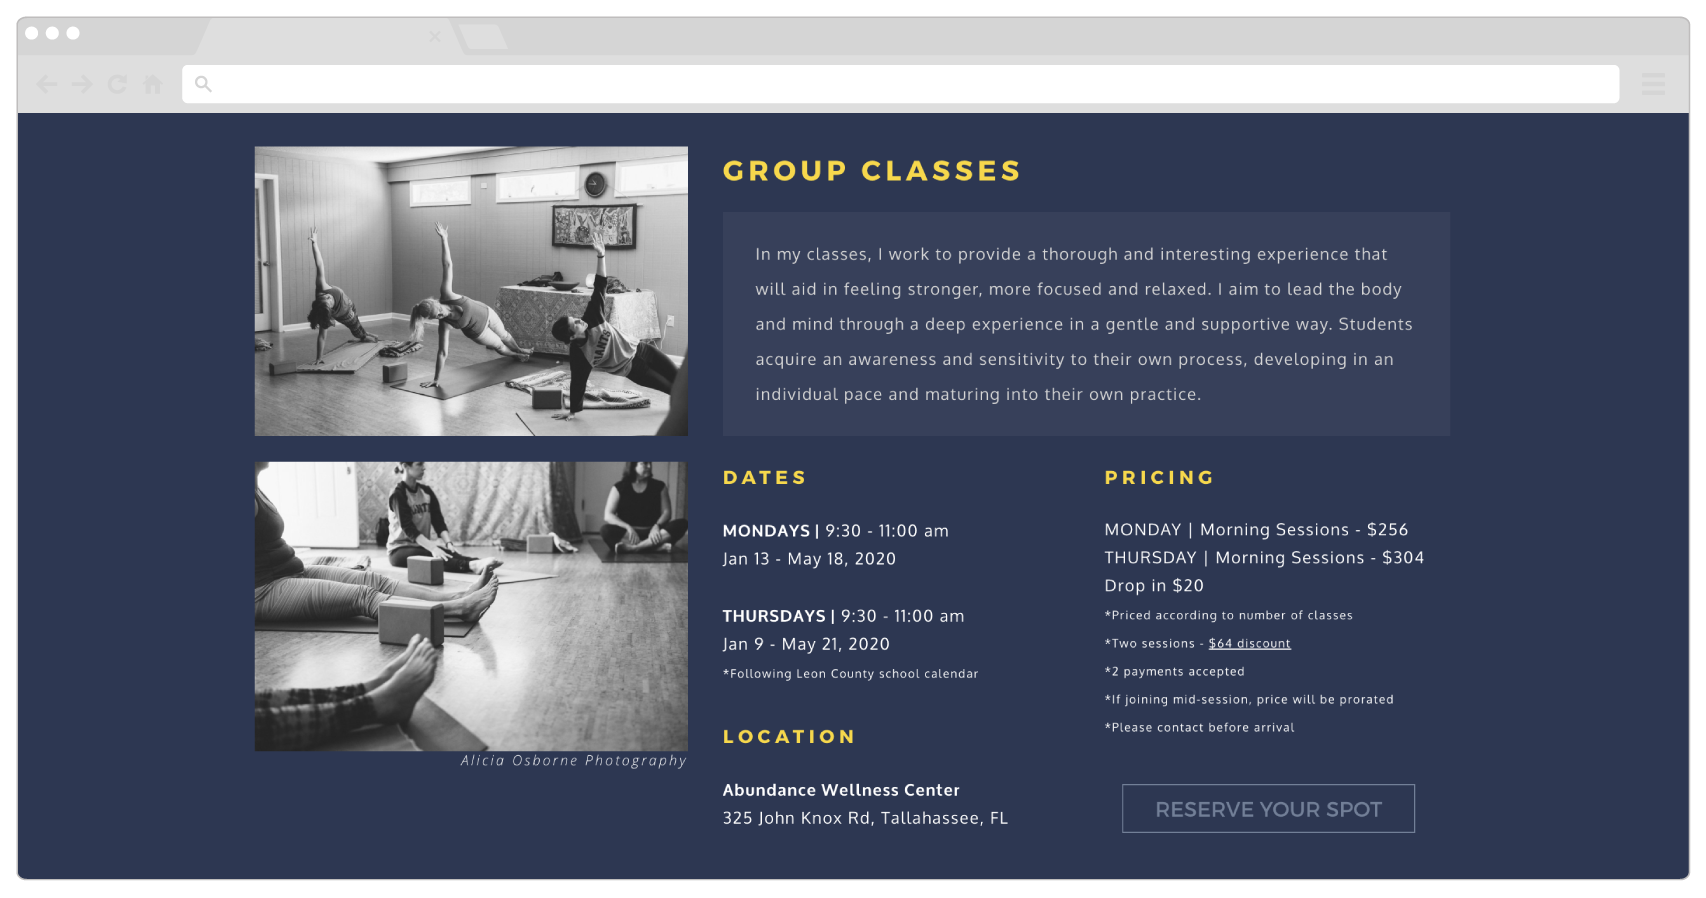 GROUP CLASSES
In my classes, I work to provide a thorough and interesting experience that
will aid in feeling stronger, more focused and relaxed. I aim to lead the body
and mind through a deep experience in a gentle and supportive way. Students
acquire an awareness and sensitivity to their own process, developing in an
individual pace and maturing into their own practice.
DATES
MONDAYS | 9:30 - 11:00 am
Jan 13 - May 18, 2020
THURSDAYS | 9:30 - 11:00 am
Jan 9 - May 21, 2020
*Following Leon County school calendar
LOCATION
Abundance Wellness Center
325 John Knox Rd, Tallahassee, FL
PRICING
MONDAY | Morning Sessions - $256
THURSDAY | Morning Sessions - $304
Drop in $20
*Priced according to number of classes
*Two sessions - $64 discount
*2 payments accepted
*If joining mid-session, price will be prorated
*Please contact before arrival
RESERVE YOUR SPOT
Alicia Osborne Photography